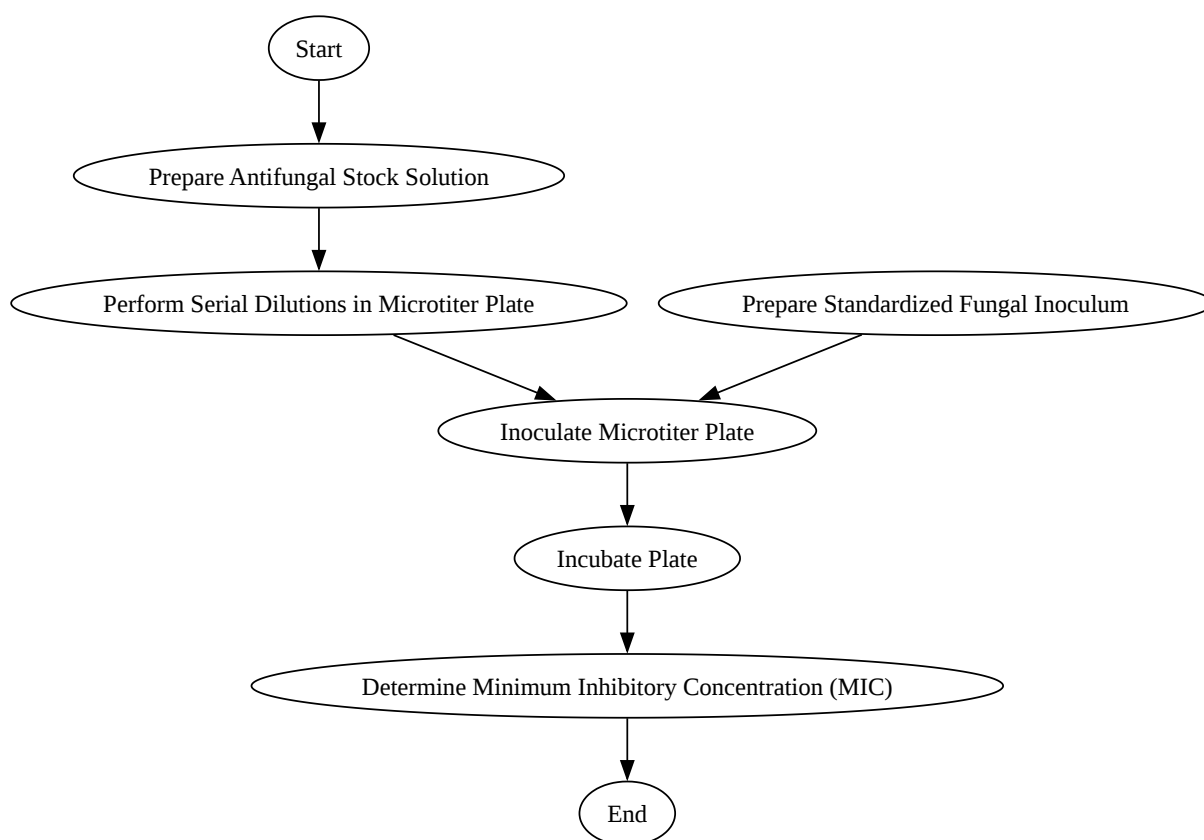 Start
Prepare Antifungal Stock Solution
Perform Serial Dilutions in Microtiter Plate
Prepare Standardized Fungal Inoculum
Inoculate Microtiter Plate
Incubate Plate
Determine Minimum Inhibitory Concentration (MIC)
End